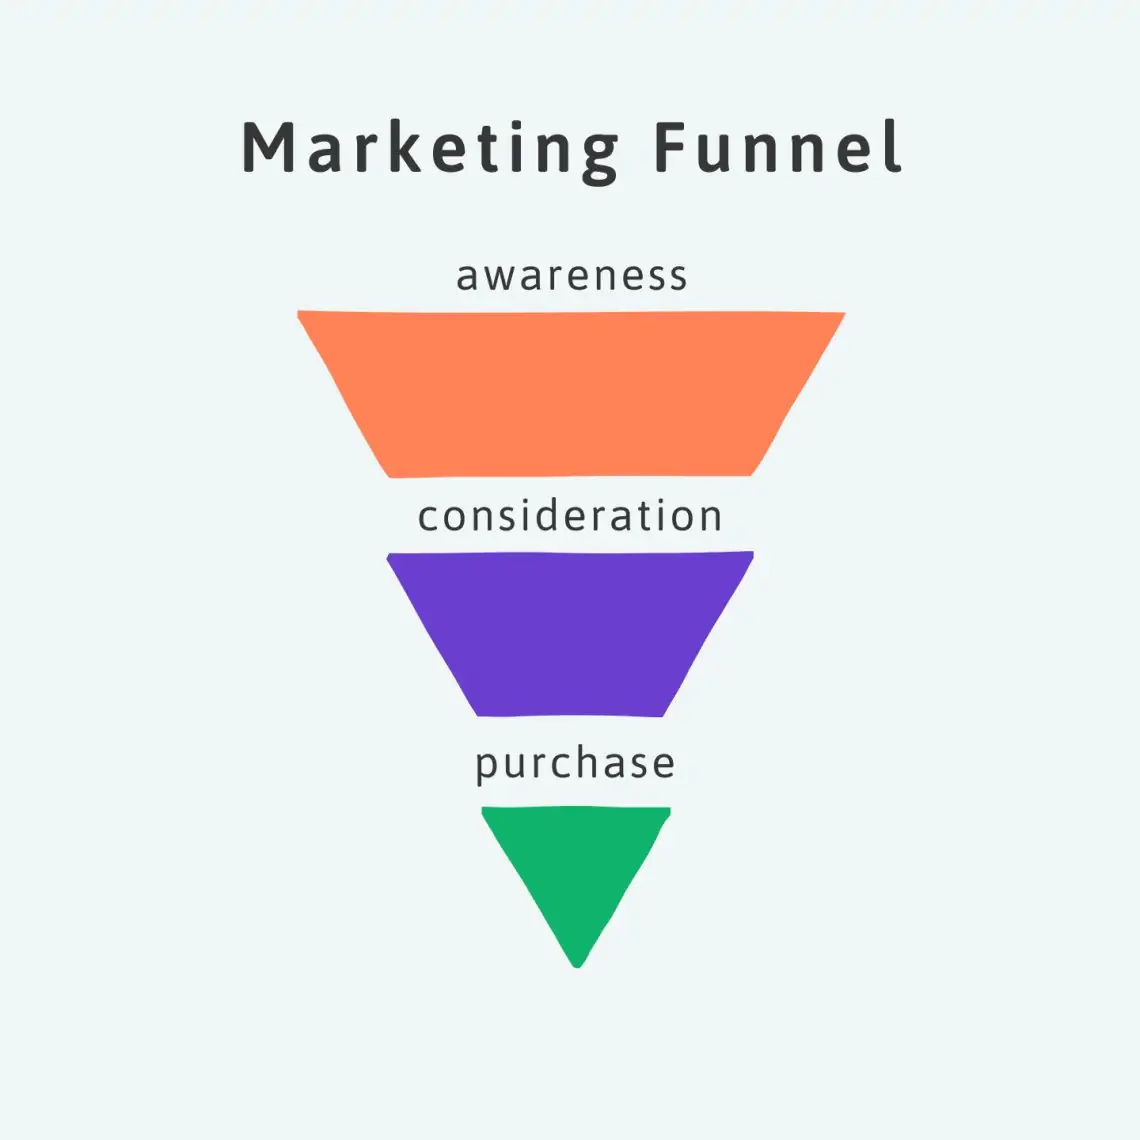 Marketing Funnel
awareness
consideration
purchase